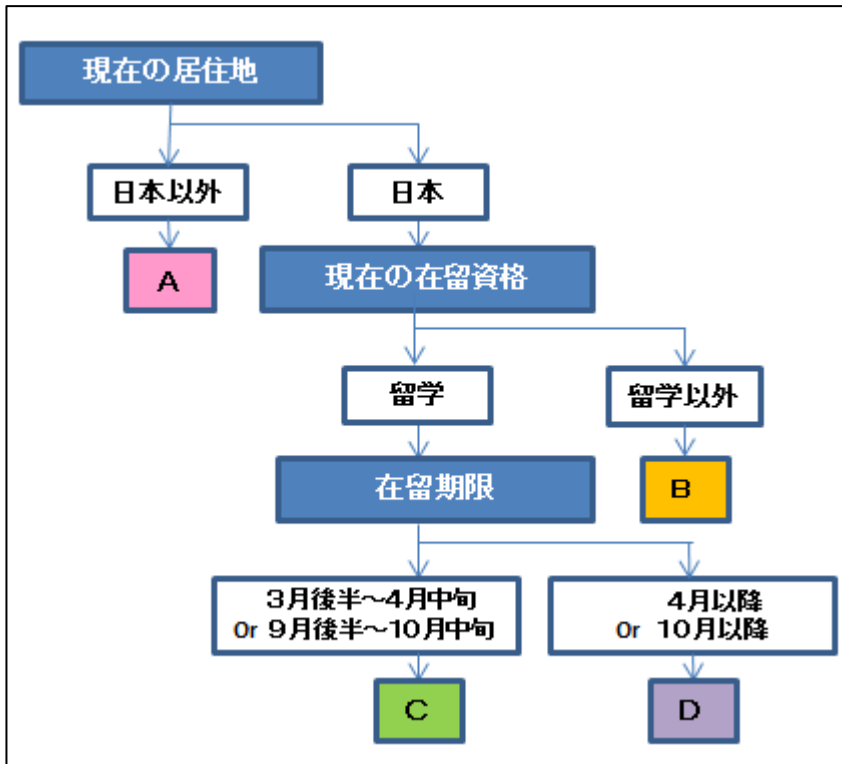 現在の居住地
日本以外
日本
A
現在の在留資格
留学
留学以外
在留期限
B
3月後半～4月中旬
Or 9月後半～10月中旬
4月以降
Or 10月以降
C
D